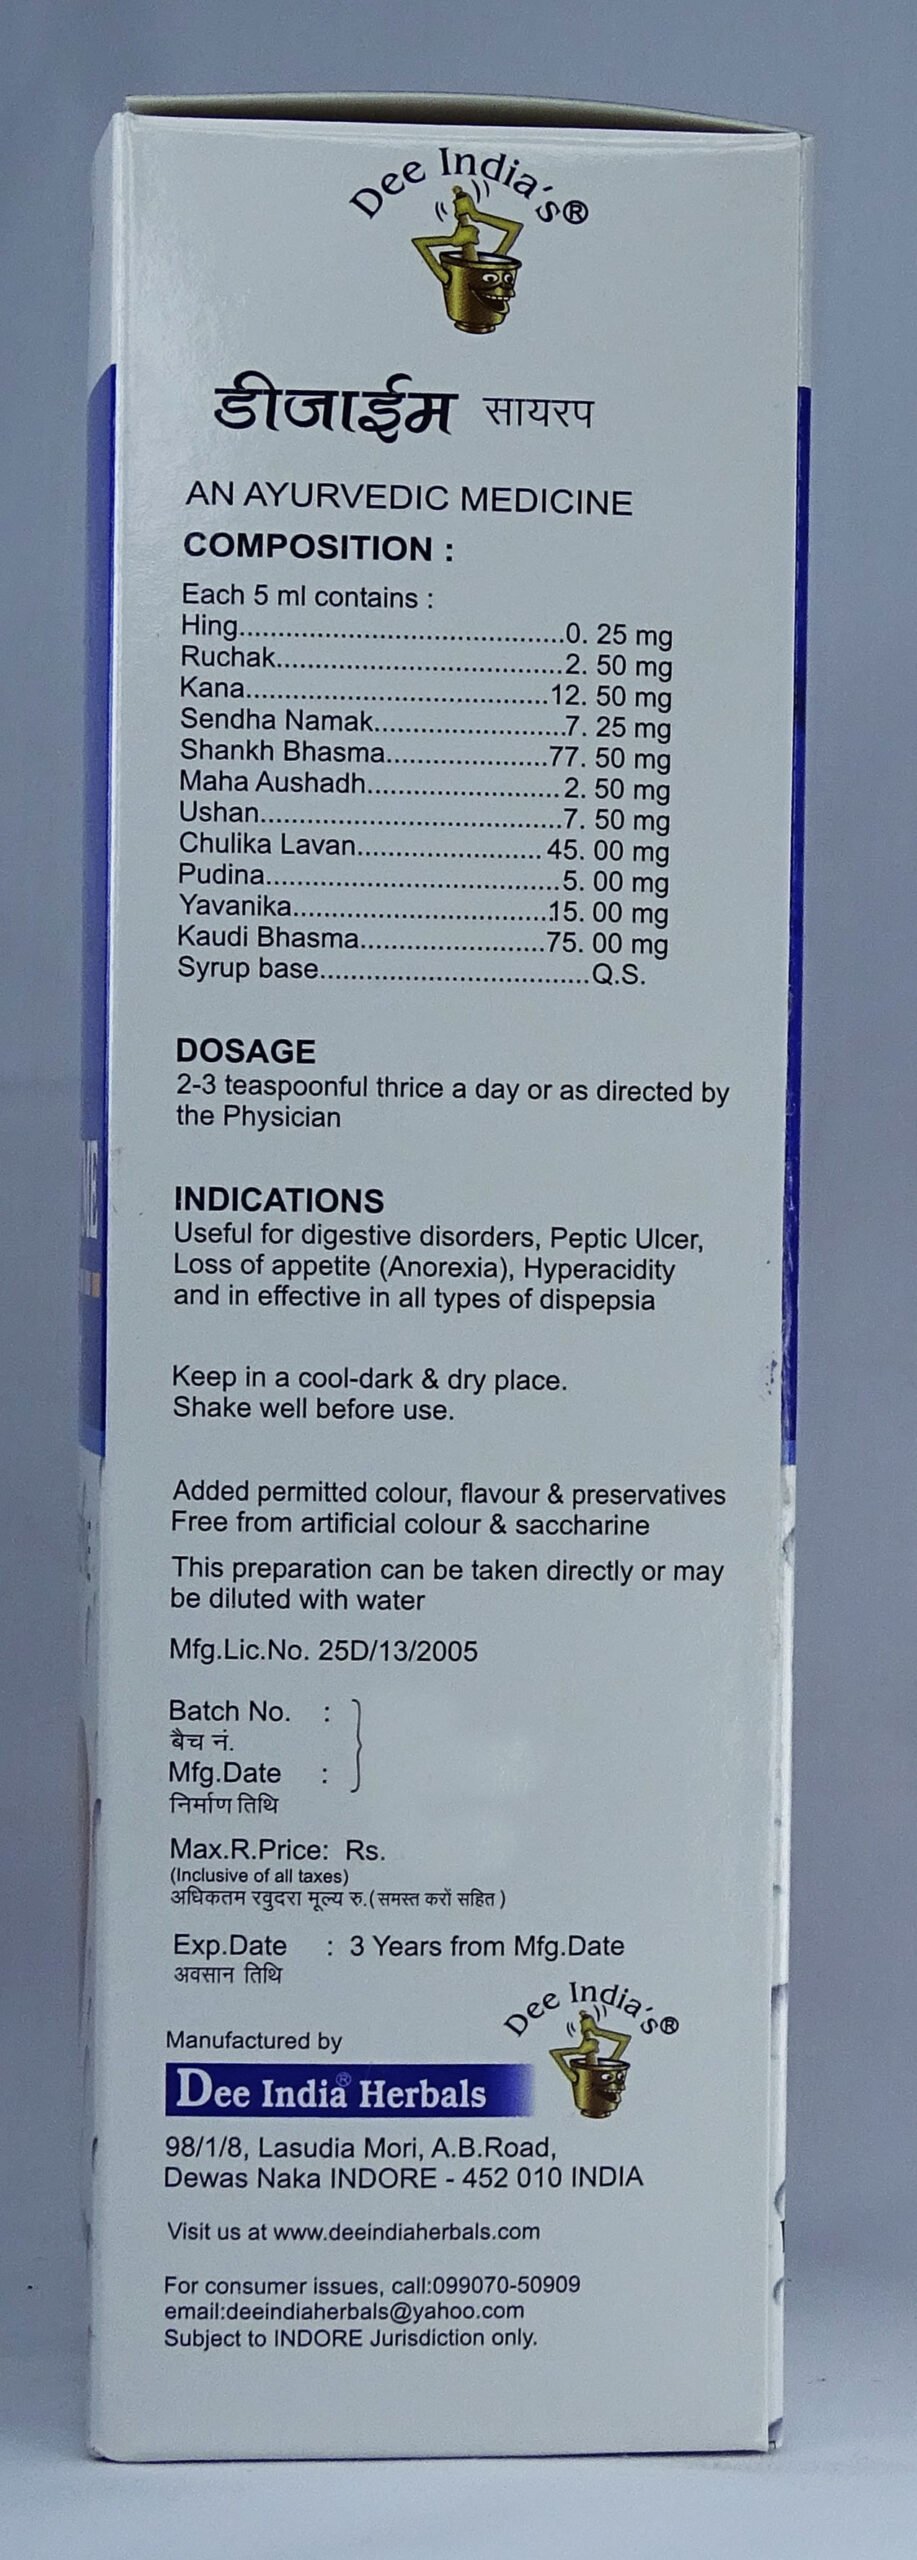 Dee India's®
डीजाईम सायरप
AN AYURVEDIC MEDICINE
COMPOSITION :
Each 5 ml contains :
Hing..........................................0. 25 mg
Ruchak.....................................2. 50 mg
Kana.......................................12. 50 mg
Sendha Namak.........................7. 25 mg
Shankh Bhasma.....................77. 50 mg
Maha Aushadh......................... 2. 50 mg
Ushan.......................................7. 50 mg
Chulika Lavan........................ 45. 00 mg
Pudina......................................5. 00 mg
Yavanika.................................15. 00 mg
Kaudi Bhasma........................75. 00 mg
Syrup base...................................Q.S.
DOSAGE
2-3 teaspoonful thrice a day or as directed by
the Physician
INDICATIONS
Useful for digestive disorders, Peptic Ulcer,
Loss of appetite (Anorexia), Hyperacidity
and in effective in all types of dispepsia
Keep in a cool-dark & dry place.
Shake well before use.
Added permitted colour, flavour & preservatives
Free from artificial colour & saccharine
This preparation can be taken directly or may
be diluted with water
Mfg.Lic.No. 25D/13/2005
Batch No. :
बैच नं.
Mfg.Date :
निर्माण तिथि
Max.R.Price: Rs.
(Inclusive of all taxes)
अधिकतम रवुदरा मूल्य रु.(समस्त करों सहित )
Exp.Date : 3 Years from Mfg.Date
अवसान तिथि
Dee India's®
Manufactured by
Dee India® Herbals
98/1/8, Lasudia Mori, A.B.Road,
Dewas Naka INDORE - 452 010 INDIA
Visit us at www.deeindiaherbals.com
For consumer issues, call:099070-50909
email:deeindiaherbals@yahoo.com
Subject to INDORE Jurisdiction only.